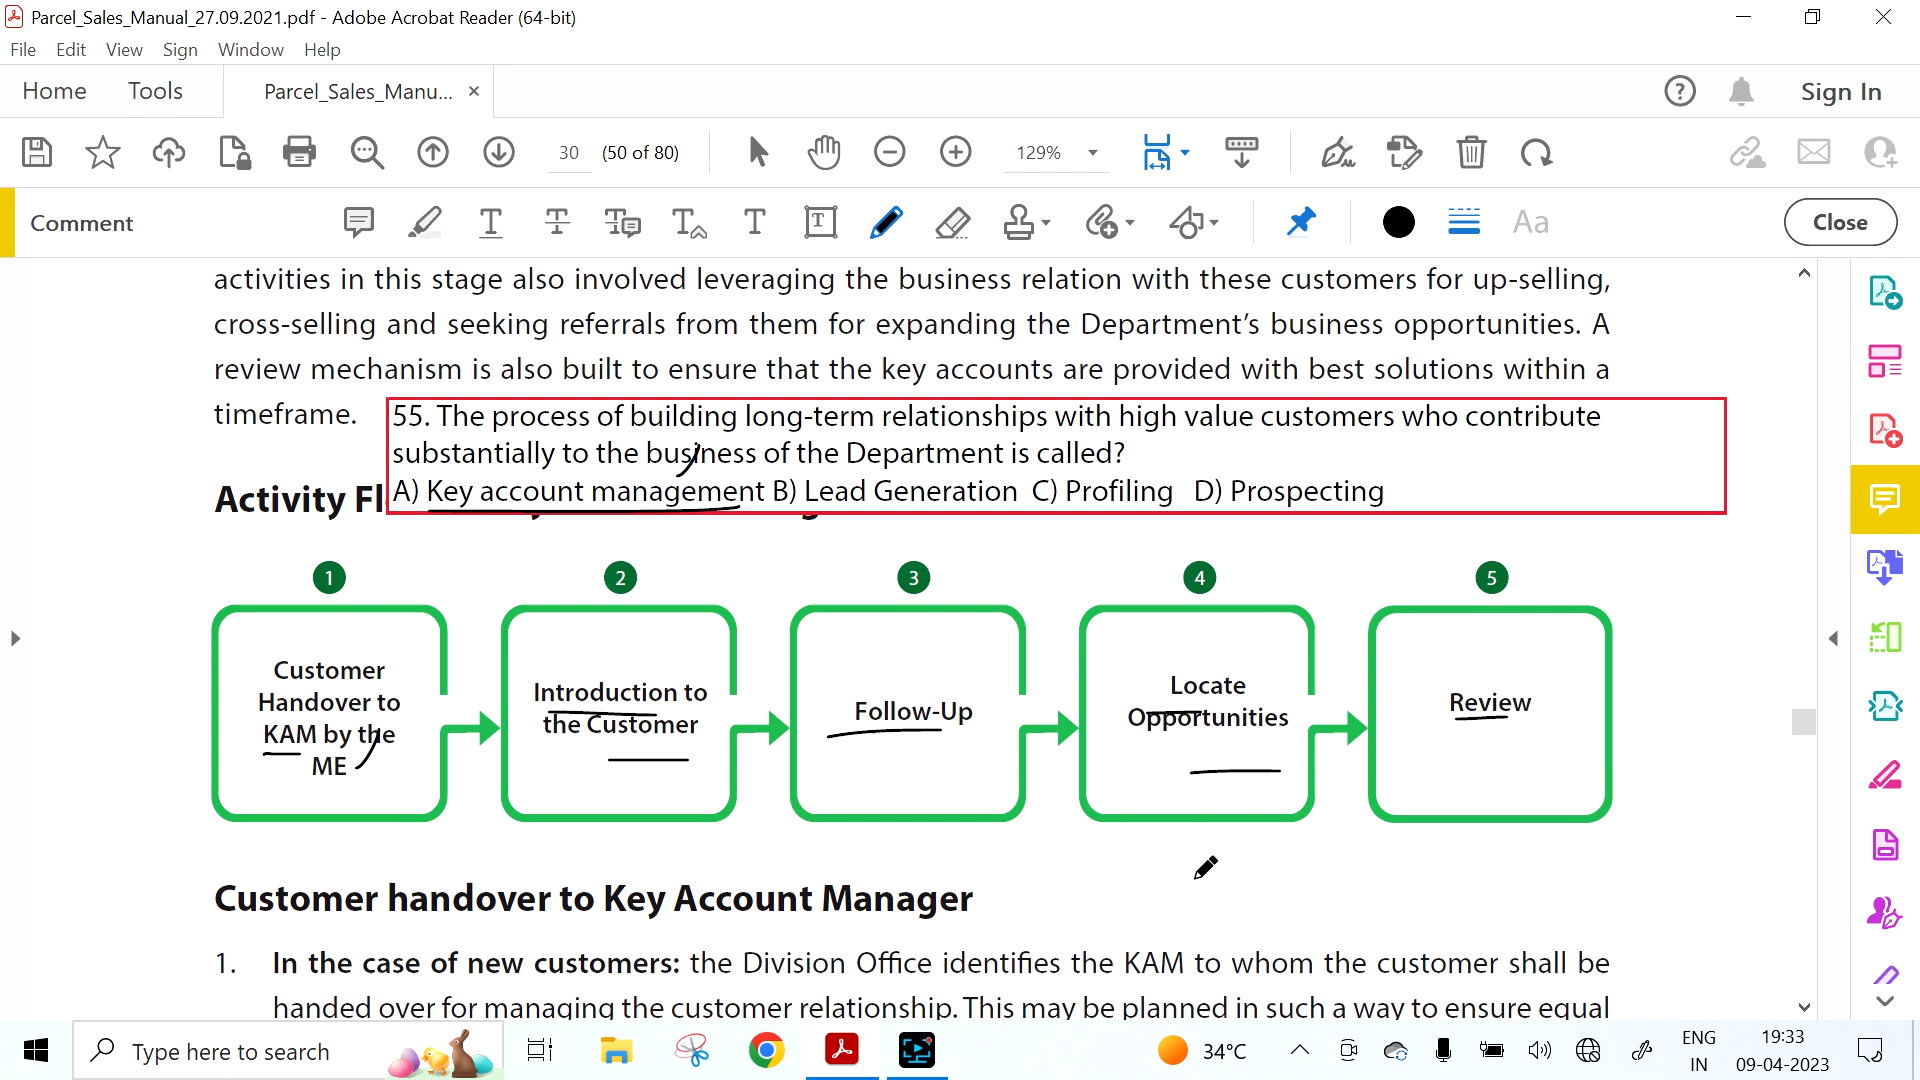 Parcel_Sales_Manual_27.09.2021.pdf - Adobe Acrobat Reader (64-bit)
File Edit View Sign Window Help
Home Tools Parcel_Sales_Manu... × Sign In
30 (50 of 80) 129%
Comment Aa Close
activities in this stage also involved leveraging the business relation with these customers for up-selling,
cross-selling and seeking referrals from them for expanding the Department's business opportunities. A
review mechanism is also built to ensure that the key accounts are provided with best solutions within a
timeframe.
55. The process of building long-term relationships with high value customers who contribute
substantially to the business of the Department is called?
A) Key account management B) Lead Generation C) Profiling D) Prospecting
Activity Fl
1 2 3 4 5
Customer
Handover to
KAM by the
ME
Introduction to
the Customer
Follow-Up
Locate
Opportunities
Review
Customer handover to Key Account Manager
1. In the case of new customers: the Division Office identifies the KAM to whom the customer shall be
handed over for managing the customer relationship. This may be planned in such a way to ensure equal
Type here to search
34°C
ENG
IN
19:33
09-04-2023